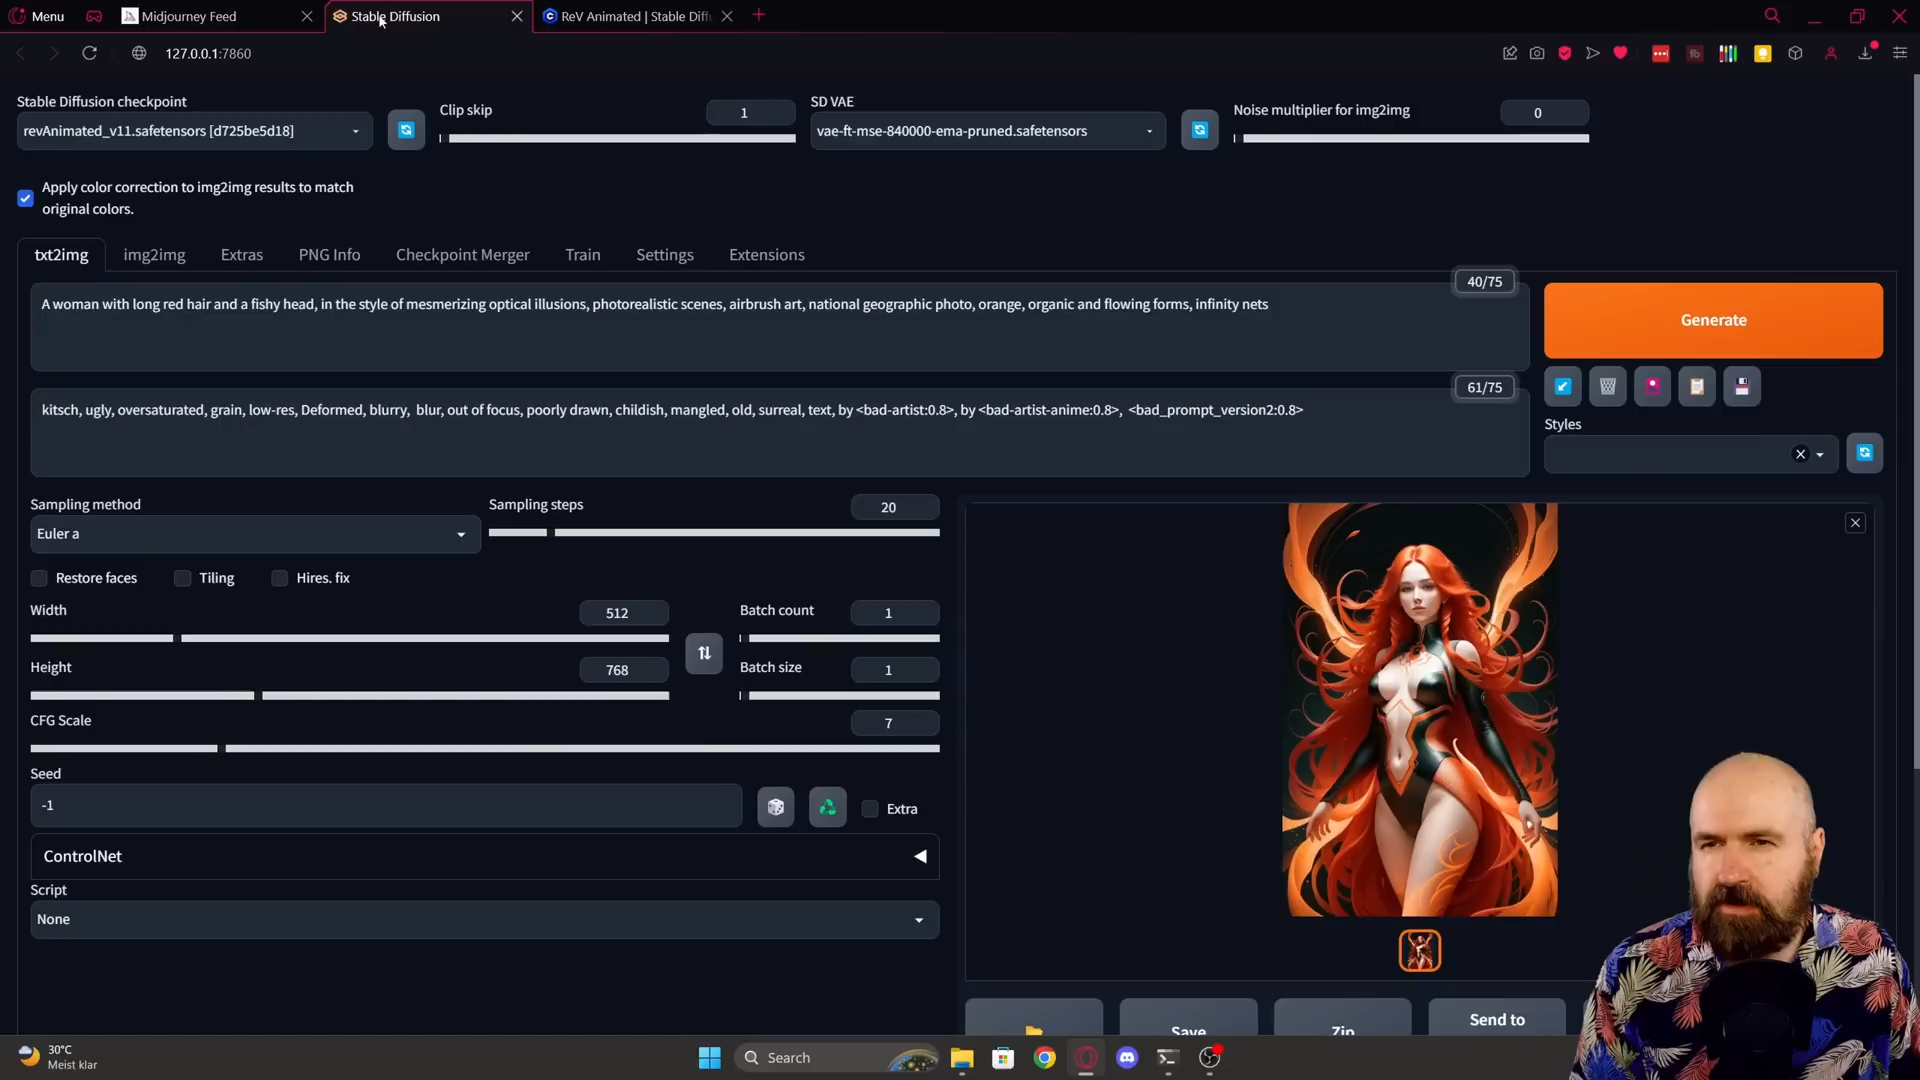 Menu
Midjourney Feed
Stable Diffusion
ReV Animated | Stable Diff
127.0.0.1:7860
Stable Diffusion checkpoint
revAnimated_v11.safetensors [d725be5d18]
Clip skip
1
SD VAE
vae-ft-mse-840000-ema-pruned.safetensors
Noise multiplier for img2img
0
Apply color correction to img2img results to match
original colors.
txt2img
img2img
Extras
PNG Info
Checkpoint Merger
Train
Settings
Extensions
40/75
A woman with long red hair and a fishy head, in the style of mesmerizing optical illusions, photorealistic scenes, airbrush art, national geographic photo, orange, organic and flowing forms, infinity nets
Generate
61/75
kitsch, ugly, oversaturated, grain, low-res, Deformed, blurry, blur, out of focus, poorly drawn, childish, mangled, old, surreal, text, by <bad-artist:0.8>, by <bad-artist-anime:0.8>, <bad_prompt_version2:0.8>
Styles
Sampling method
Euler a
Sampling steps
20
Restore faces
Tiling
Hires. fix
Width
512
Batch count
1
Height
768
Batch size
1
CFG Scale
7
Seed
-1
Extra
ControlNet
Script
None
Save
Zip
Send to
30°C
Meist klar
Search